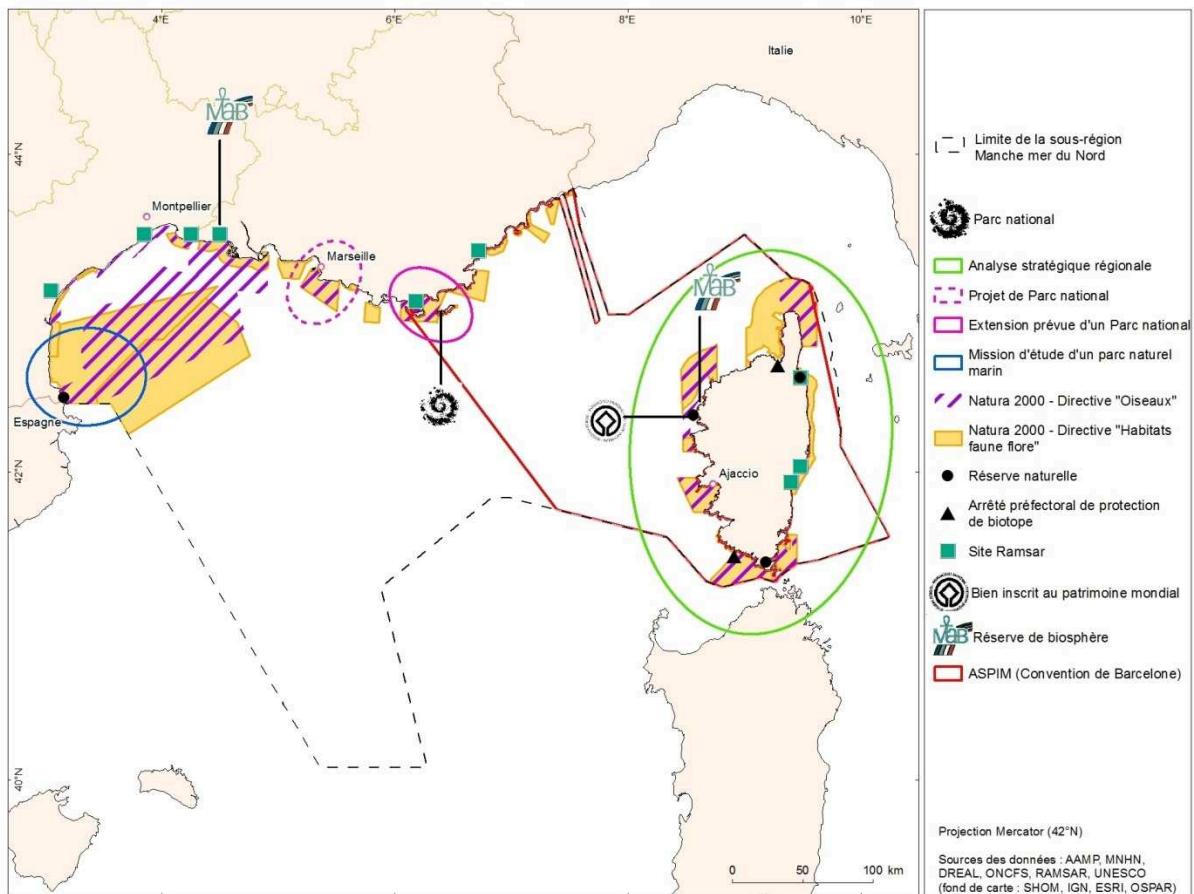 4°E
6°E
8°E
10°E
Italie
44°N
MaB
Montpellier
Marseille
MaB
Espagne
42°N
Ajaccio
40°N
0 50 100 km
Limite de la sous-région
Manche mer du Nord
Parc national
Analyse stratégique régionale
Projet de Parc national
Extension prévue d'un Parc national
Mission d'étude d'un parc naturel
marin
Natura 2000 - Directive "Oiseaux"
Natura 2000 - Directive "Habitats
faune flore"
Réserve naturelle
Arrêté préfectoral de protection
de biotope
Site Ramsar
Bien inscrit au patrimoine mondial
MaB
Réserve de biosphère
ASPIM (Convention de Barcelone)
Projection Mercator (42°N)
Sources des données : AAMP, MNHN,
DREAL, ONCFS, RAMSAR, UNESCO
(fond de carte : SHOM, IGN, ESRI, OSPAR)